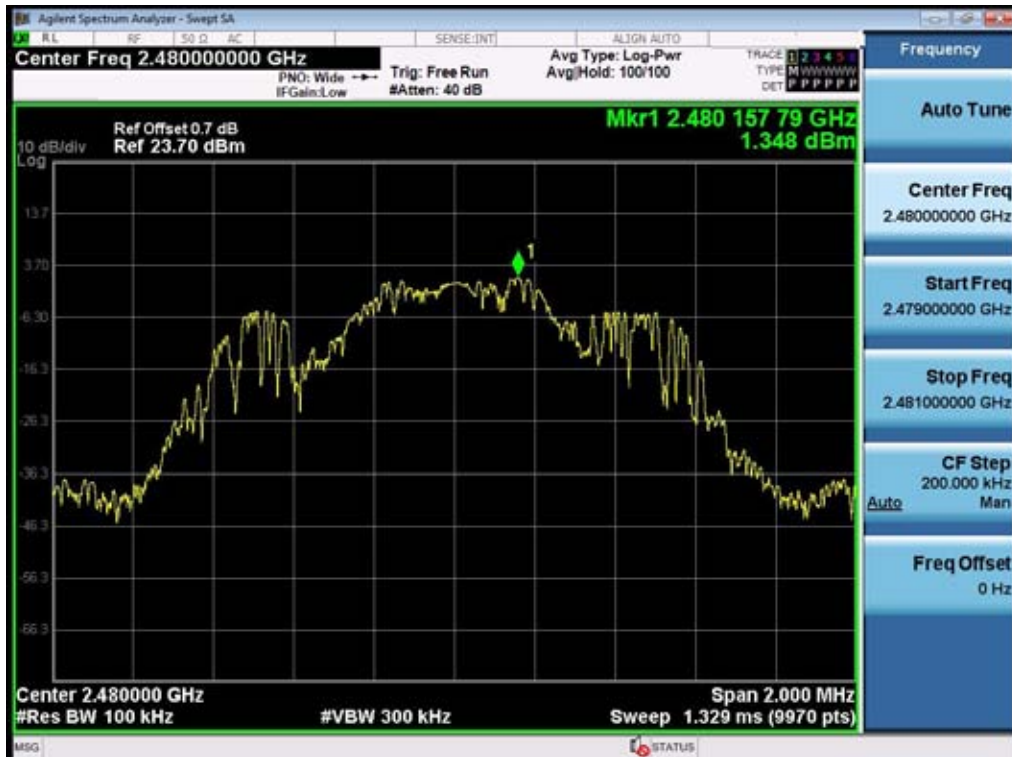 Agilent Spectrum Analyzer - Swept SA
RL RF 50 Ω AC SENSE:INT ALIGN AUTO
Center Freq 2.480000000 GHz
PNO: Wide
IFGain:Low
Trig: Free Run
#Atten: 40 dB
Avg Type: Log-Pwr
Avg|Hold: 100/100
TRACE 1 2 3 4 5 6
TYPE M W W W W W
DET P P P P P P
Frequency
Auto Tune
Center Freq
2.480000000 GHz
Start Freq
2.479000000 GHz
Stop Freq
2.481000000 GHz
CF Step
200.000 kHz
Auto Man
Freq Offset
0 Hz
Mkr1 2.480 157 79 GHz
1.348 dBm
Ref Offset 0.7 dB
10 dB/div Ref 23.70 dBm
Log
13.7
3.70
-6.30
-16.3
-26.3
-36.3
-46.3
-56.3
-66.3
1
Center 2.480000 GHz Span 2.000 MHz
#Res BW 100 kHz #VBW 300 kHz Sweep 1.329 ms (9970 pts)
MSG STATUS